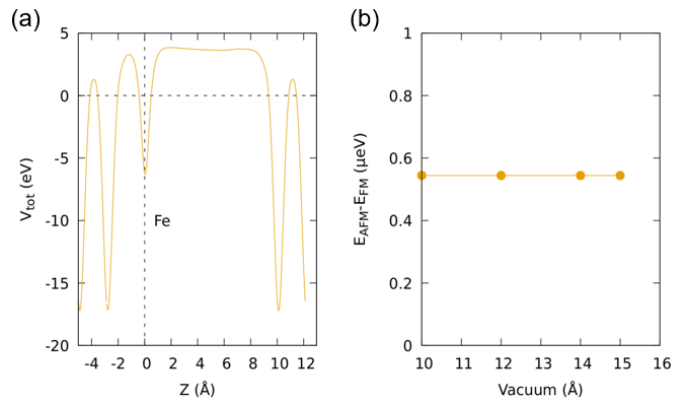 (a)
5
0
-5
-10
-15
-20
V_tot (eV)
Fe
-4 -2 0 2 4 6 8 10 12
Z (Å)
(b)
1
0.8
0.6
0.4
0.2
0
E_AFM-E_FM (μeV)
10 11 12 13 14 15 16
Vacuum (Å)